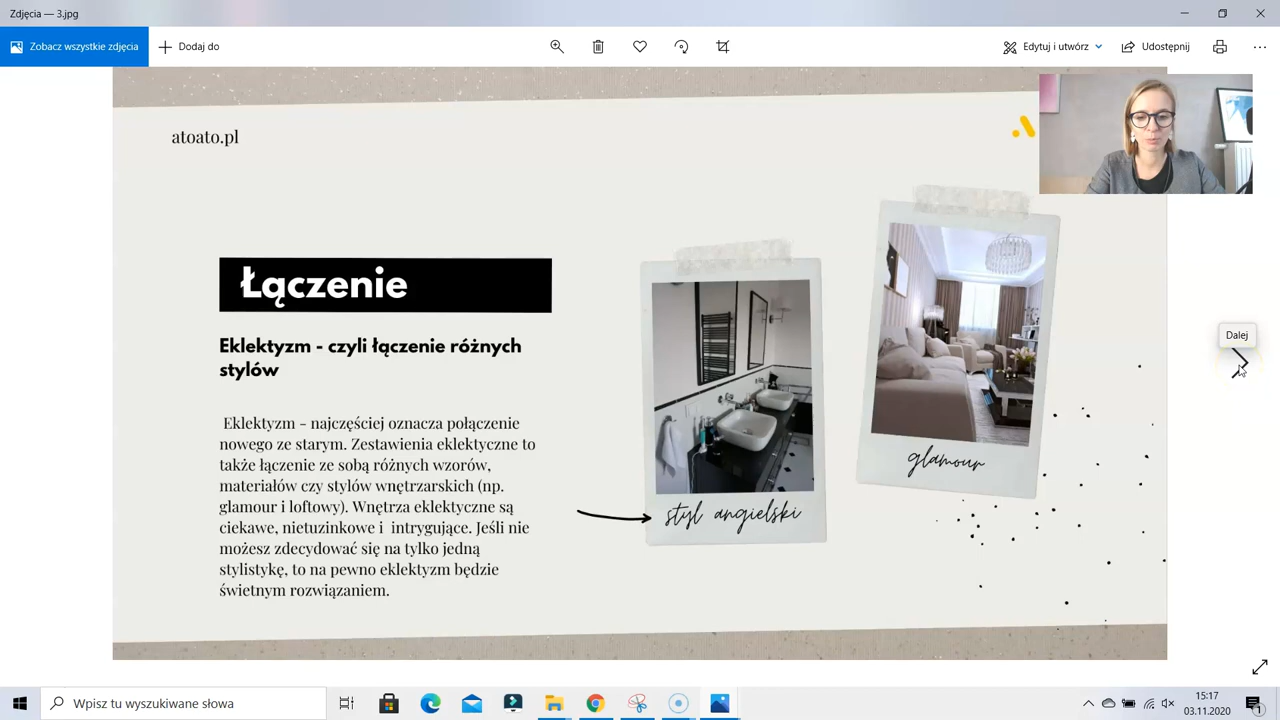 Zdjęcia — 3.jpg
Zobacz wszystkie zdjęcia
Dodaj do
Edytuj i utwórz
Udostępnij
atoato.pl
Łączenie
Eklektyzm - czyli łączenie różnych
stylów
Eklektyzm - najczęściej oznacza połączenie
nowego ze starym. Zestawienia eklektyczne to
także łączenie ze sobą różnych wzorów,
materiałów czy stylów wnętrzarskich (np.
glamour i loftowy). Wnętrza eklektyczne są
ciekawe, nietuzinkowe i intrygujące. Jeśli nie
możesz zdecydować się na tylko jedną
stylistykę, to na pewno eklektyzm będzie
świetnym rozwiązaniem.
styl angielski
glamour
Dalej
Wpisz tu wyszukiwane słowa
15:17
03.11.2020
1